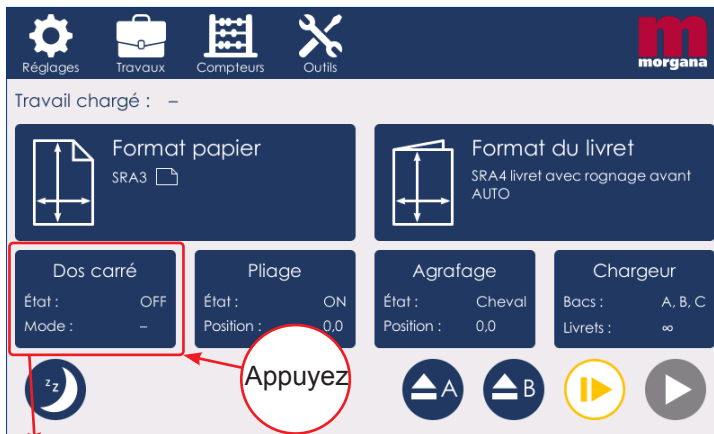 Réglages Travaux Compteurs Outils
morgana
Travail chargé : –
Format papier
SRA3
Format du livret
SRA4 livret avec rognage avant
AUTO
Dos carré
État : OFF
Mode : –
Pliage
État : ON
Position : 0,0
Agrafage
État : Cheval
Position : 0,0
Chargeur
Bacs : A, B, C
Livrets : ∞
Appuyez
zzz
A
B